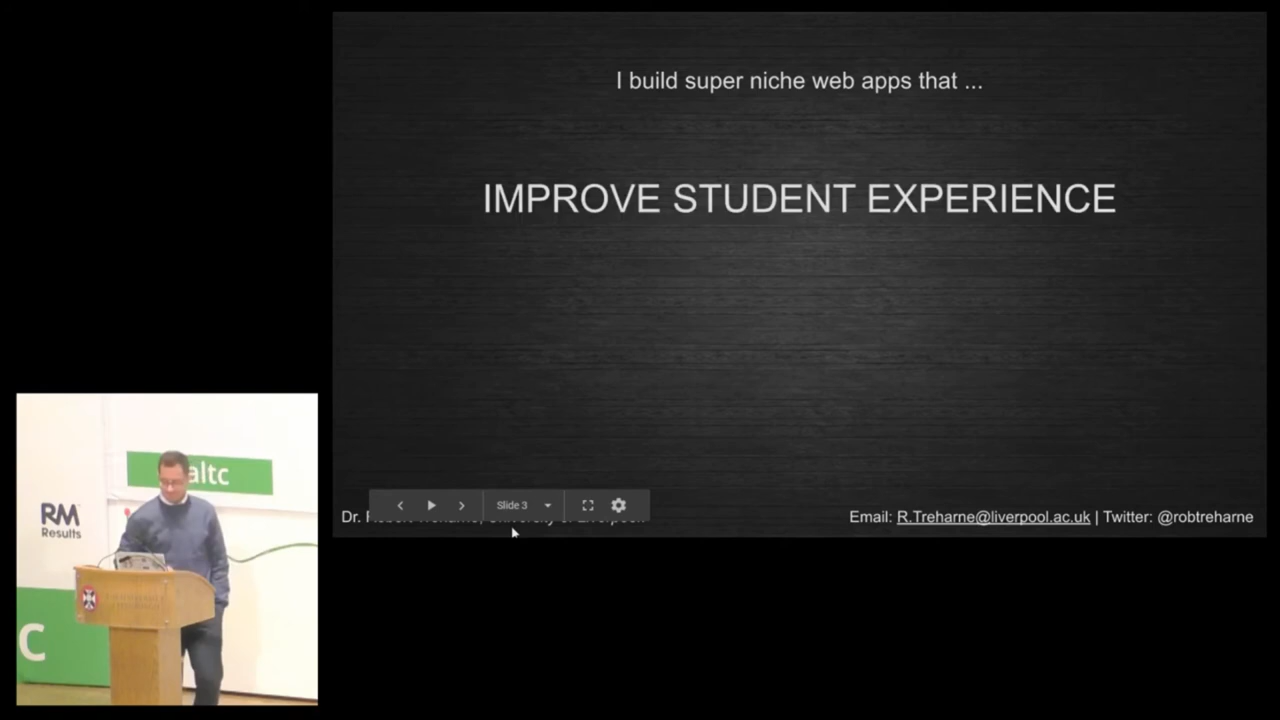 I build super niche web apps that ...
IMPROVE STUDENT EXPERIENCE
Slide 3
Dr.
Email: R.Treharne@liverpool.ac.uk | Twitter: @robtreharne
altc
RM
Results
C